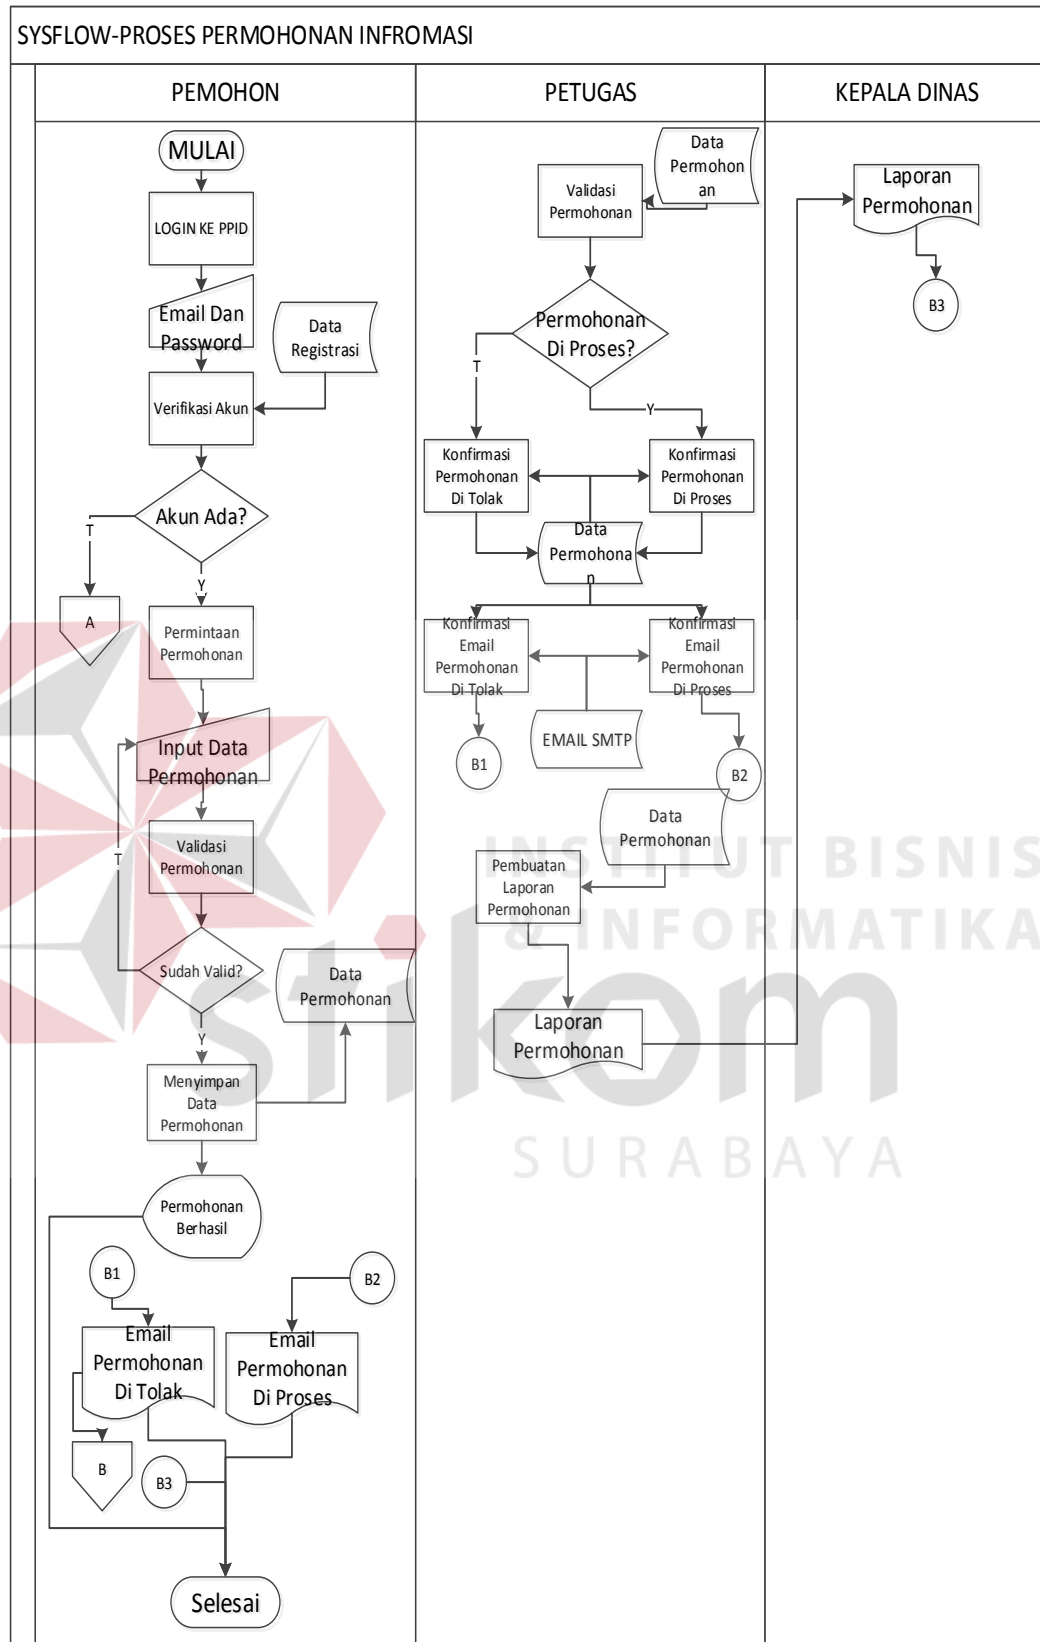 SYSFLOW-PROSES PERMOHONAN INFROMASI
PEMOHON
PETUGAS
KEPALA DINAS
MULAI
LOGIN KE PPID
Email Dan
Password
Data
Registrasi
Verifikasi Akun
Akun Ada?
T
Y
A
Permintaan
Permohonan
Input Data
Permohonan
Validasi
Permohonan
T
Sudah Valid?
Y
Data
Permohonan
Menyimpan
Data
Permohonan
Permohonan
Berhasil
B1
B2
Email
Permohonan
Di Tolak
Email
Permohonan
Di Proses
B
B3
Selesai
Data
Permohon
an
Validasi
Permohonan
Permohonan
Di Proses?
T
Y
Konfirmasi
Permohonan
Di Tolak
Konfirmasi
Permohonan
Di Proses
Data
Permohona
n
Konfirmasi
Email
Permohonan
Di Tolak
Konfirmasi
Email
Permohonan
Di Proses
EMAIL SMTP
B1
B2
Data
Permohonan
Pembuatan
Laporan
Permohonan
Laporan
Permohonan
Laporan
Permohonan
B3
INSTITUT BISNIS
& INFORMATIKA
stikom
SURABAYA